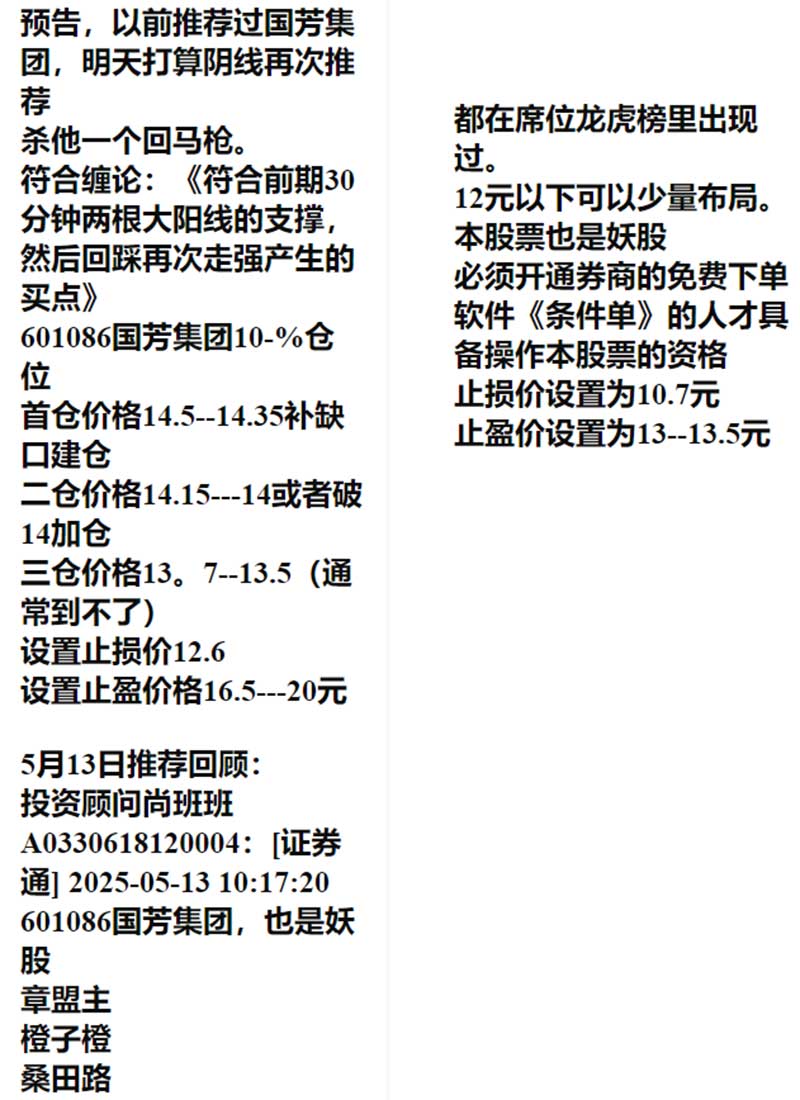 预告，以前推荐过国芳集
团，明天打算阴线再次推
荐
杀他一个回马枪。
符合缠论：《符合前期30
分钟两根大阳线的支撑，
然后回踩再次走强产生的
买点》
601086国芳集团10-%仓
位
首仓价格14.5--14.35补缺
口建仓
二仓价格14.15---14或者破
14加仓
三仓价格13。7--13.5（通
常到不了）
设置止损价12.6
设置止盈价格16.5---20元
5月13日推荐回顾：
投资顾问尚班班
A0330618120004：[证券
通] 2025-05-13 10:17:20
601086国芳集团，也是妖
股
章盟主
橙子橙
桑田路
都在席位龙虎榜里出现
过。
12元以下可以少量布局。
本股票也是妖股
必须开通券商的免费下单
软件《条件单》的人才具
备操作本股票的资格
止损价设置为10.7元
止盈价设置为13--13.5元